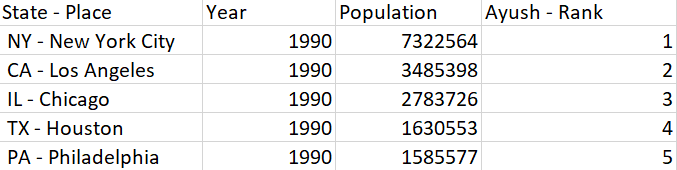 State - Place Year Population Ayush - Rank
NY - New York City 1990 7322564 1
CA - Los Angeles 1990 3485398 2
IL - Chicago 1990 2783726 3
TX - Houston 1990 1630553 4
PA - Philadelphia 1990 1585577 5